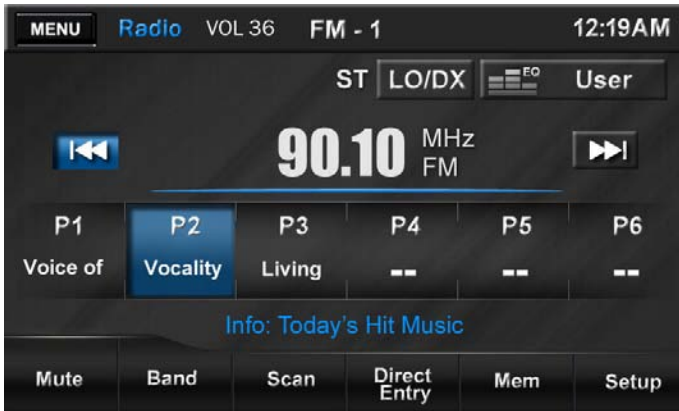 MENU Radio VOL 36 FM - 1 12:19AM
ST LO/DX EQ User
90.10 MHz
FM
P1 P2 P3 P4 P5 P6
Voice of Vocality Living -- -- --
Info: Today's Hit Music
Mute Band Scan Direct Entry Mem Setup